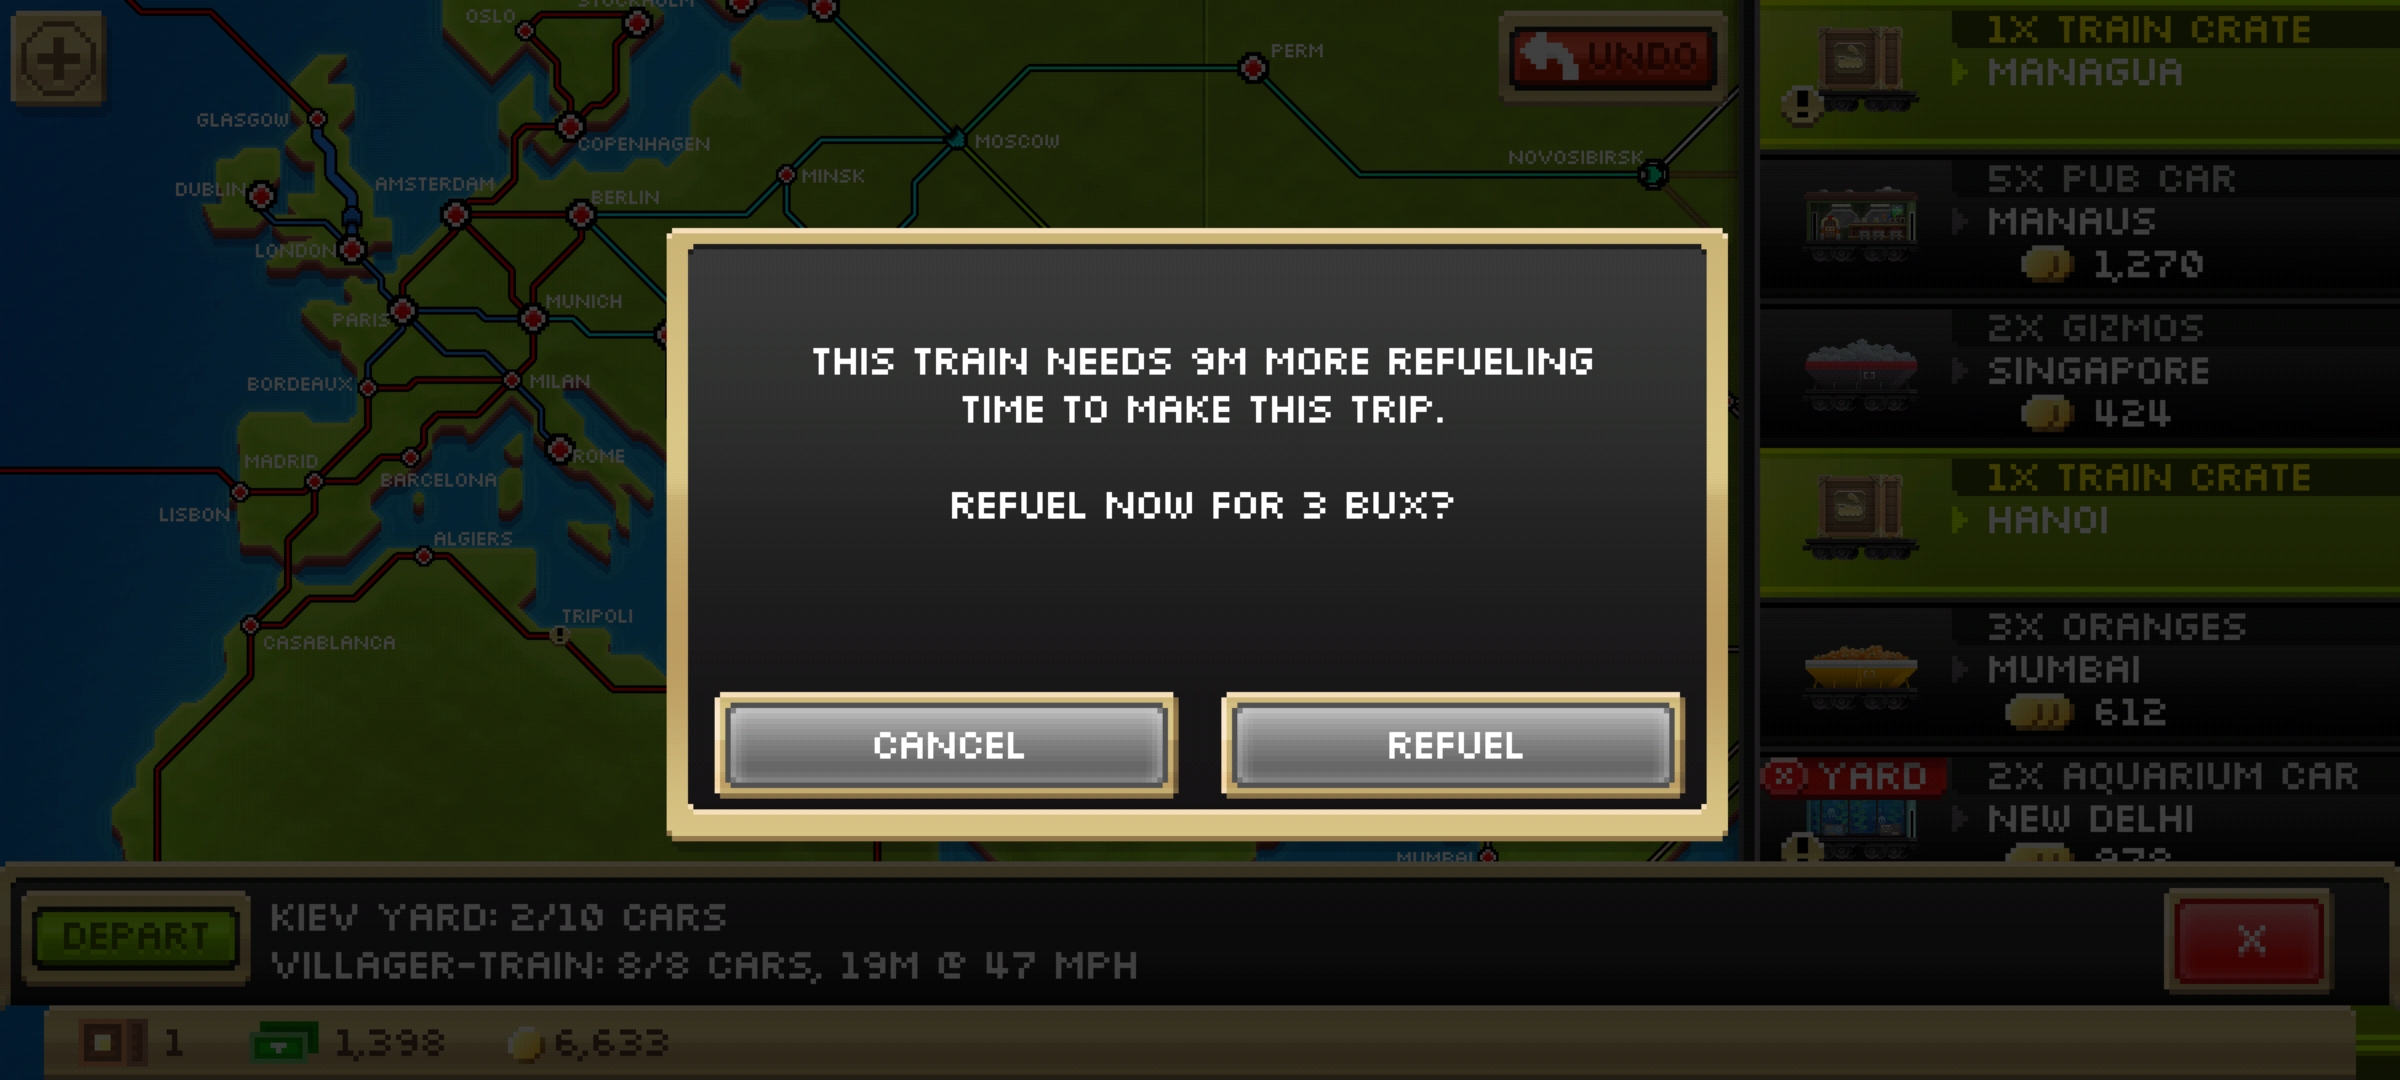 OSLO
STOCKHOLM
PERM
UNDO
GLASGOW
COPENHAGEN
MOSCOW
NOVOSIBIRSK
DUBLIN
AMSTERDAM
BERLIN
MINSK
LONDON
MUNICH
PARIS
BORDEAUX
MILAN
MADRID
ROME
BARCELONA
LISBON
ALGIERS
TRIPOLI
CASABLANCA
MUMBAI
THIS TRAIN NEEDS 9M MORE REFUELING
TIME TO MAKE THIS TRIP.
REFUEL NOW FOR 3 BUX?
CANCEL
REFUEL
1X TRAIN CRATE
MANAGUA
5X PUB CAR
MANAUS
1,270
2X GIZMOS
SINGAPORE
424
1X TRAIN CRATE
HANOI
3X ORANGES
MUMBAI
612
YARD
2X AQUARIUM CAR
NEW DELHI
DEPART
KIEV YARD: 2/10 CARS
VILLAGER-TRAIN: 8/8 CARS, 19M @ 47 MPH
X
1
1,398
6,633